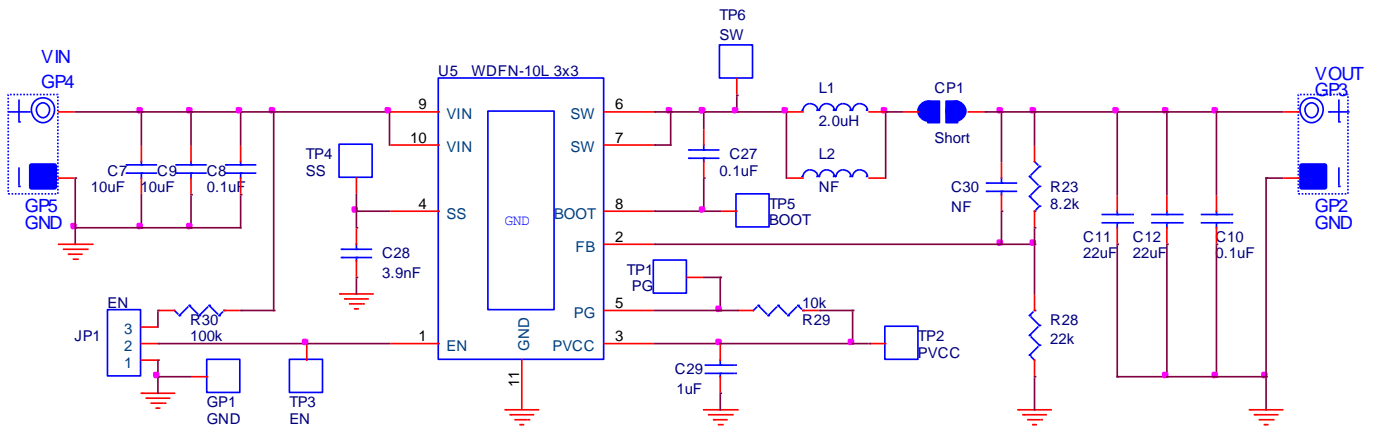 TP6
SW
VIN
GP4
GP5
GND
C7
10uF
C9
10uF
C8
0.1uF
TP4
SS
C28
3.9nF
EN
JP1
3
2
1
R30
100k
GP1
GND
TP3
EN
U5 WDFN-10L 3x3
9
VIN
10
VIN
4
SS
1
EN
GND
GND
11
SW
6
SW
7
BOOT
8
FB
2
PG
5
PVCC
3
C27
0.1uF
TP5
BOOT
TP1
PG
10k
R29
TP2
PVCC
C29
1uF
L1
2.0uH
L2
NF
CP1
Short
C30
NF
R23
8.2k
R28
22k
C11
22uF
C12
22uF
C10
0.1uF
VOUT
GP3
GP2
GND